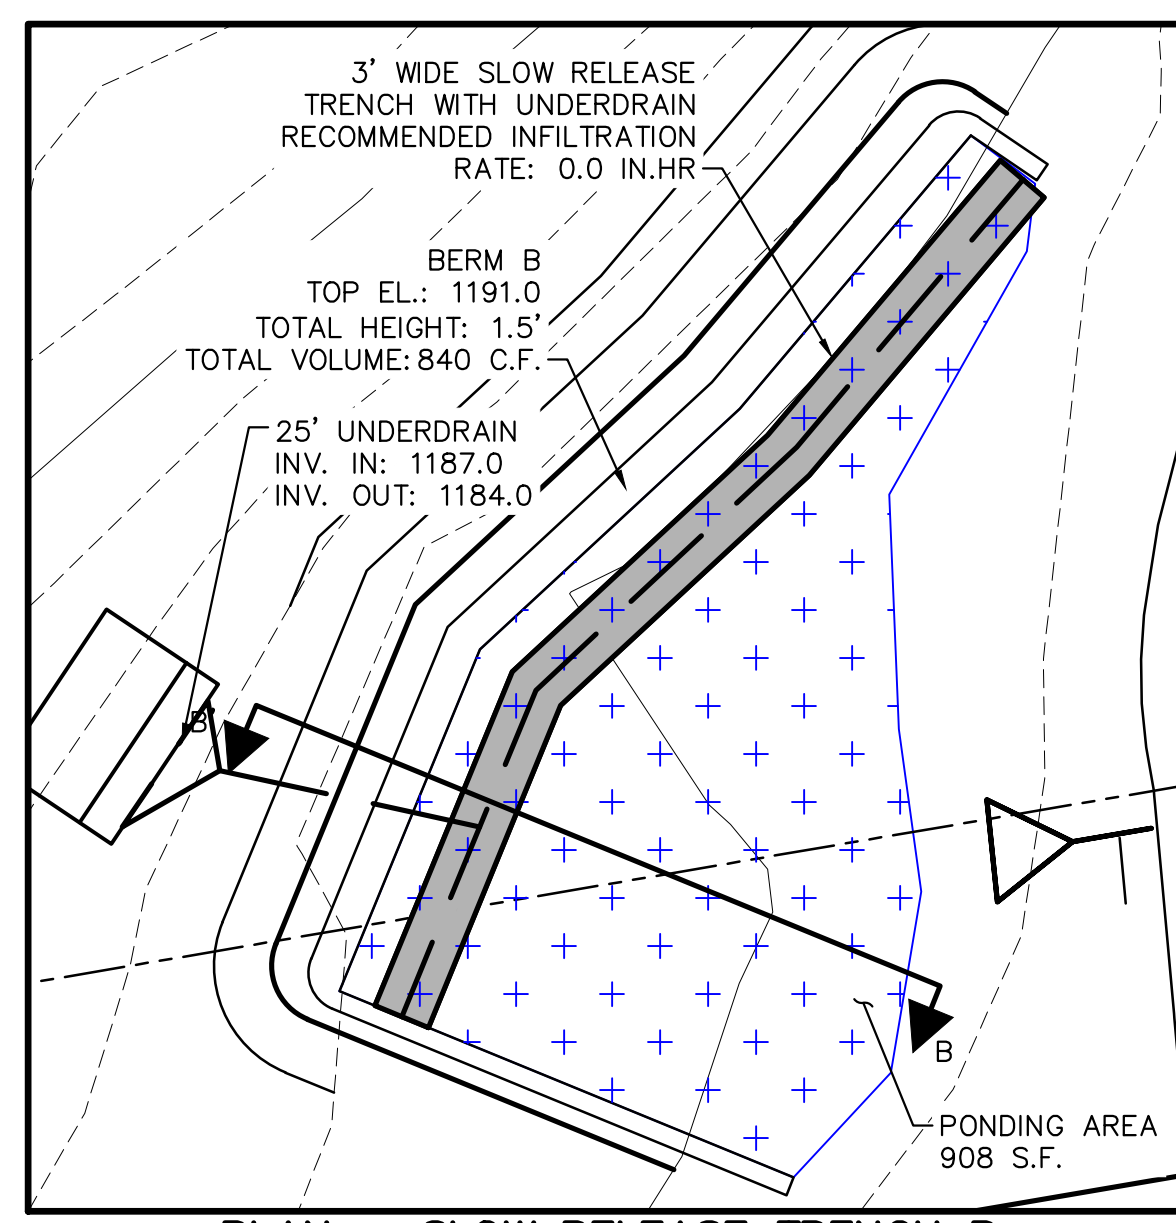 3' WIDE SLOW RELEASE
TRENCH WITH UNDERDRAIN
RECOMMENDED INFILTRATION
RATE: 0.0 IN.HR
BERM B
TOP EL.: 1191.0
TOTAL HEIGHT: 1.5'
TOTAL VOLUME: 840 C.F.
25' UNDERDRAIN
INV. IN: 1187.0
INV. OUT: 1184.0
B'
B
PONDING AREA
908 S.F.